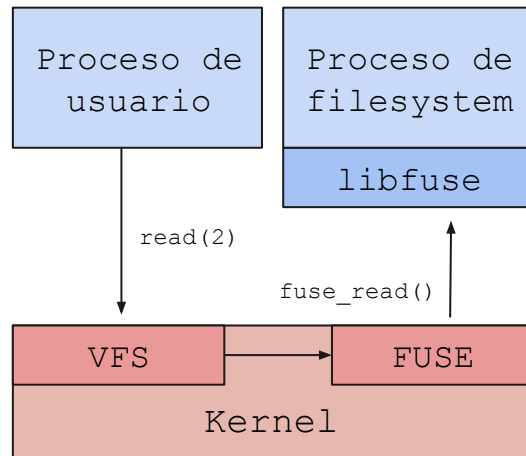 Proceso de
usuario
Proceso de
filesystem
libfuse
read(2)
fuse_read()
VFS
FUSE
Kernel